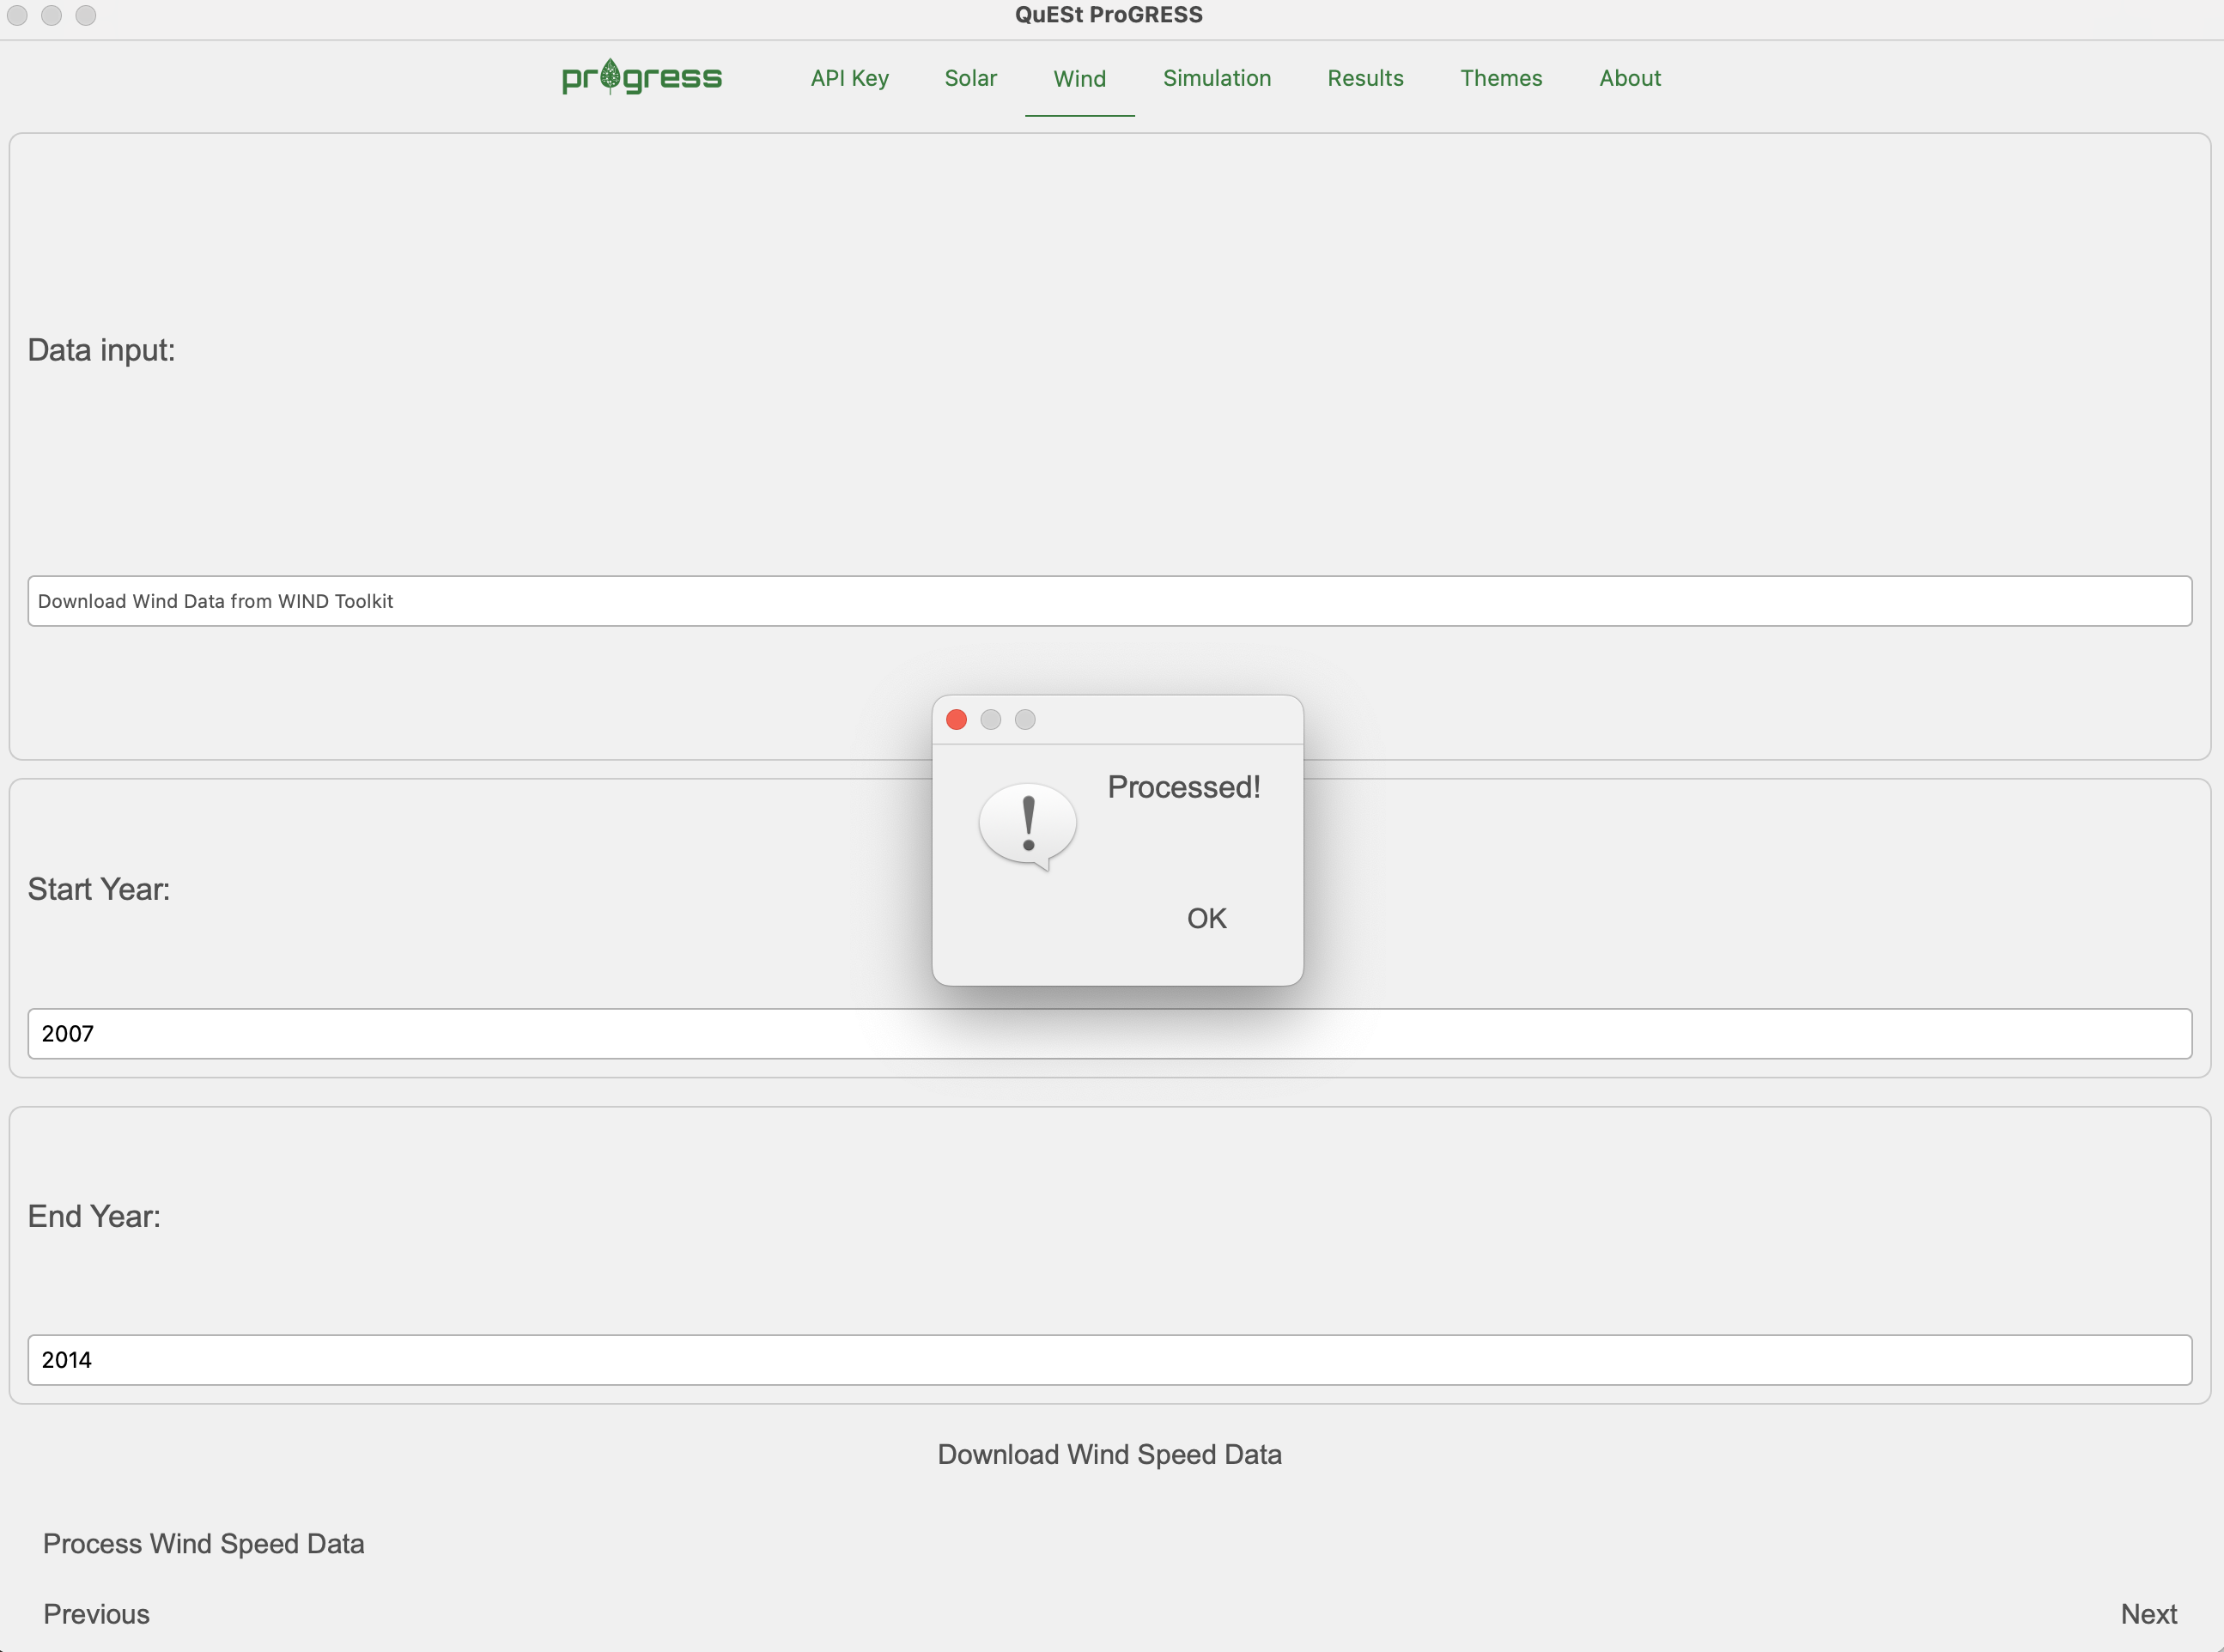 QuESt ProGRESS
progress API Key Solar Wind Simulation Results Themes About
Data input:
Download Wind Data from WIND Toolkit
Processed!
OK
Start Year:
2007
End Year:
2014
Download Wind Speed Data
Process Wind Speed Data
Previous Next